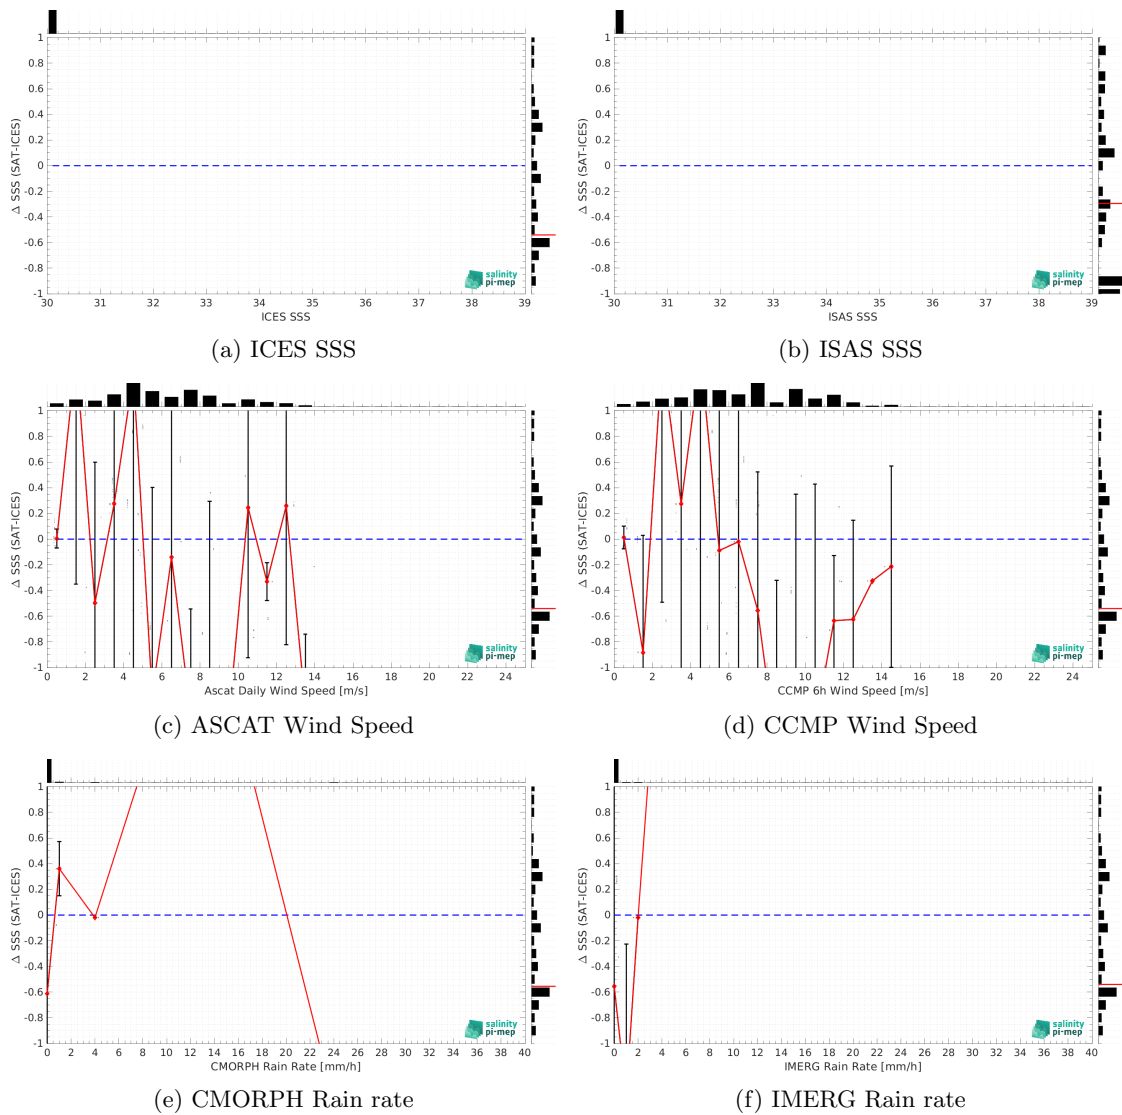 1
0.8
0.6
0.4
0.2
0
-0.2
-0.4
-0.6
-0.8
-1
Δ SSS (SAT-ICES)
30 31 32 33 34 35 36 37 38 39
ICES SSS
salinity
pi-mep
(a) ICES SSS
1
0.8
0.6
0.4
0.2
0
-0.2
-0.4
-0.6
-0.8
-1
Δ SSS (SAT-ICES)
30 31 32 33 34 35 36 37 38 39
ISAS SSS
salinity
pi-mep
(b) ISAS SSS
1
0.8
0.6
0.4
0.2
0
-0.2
-0.4
-0.6
-0.8
-1
Δ SSS (SAT-ICES)
0 2 4 6 8 10 12 14 16 18 20 22 24
Ascat Daily Wind Speed [m/s]
salinity
pi-mep
(c) ASCAT Wind Speed
1
0.8
0.6
0.4
0.2
0
-0.2
-0.4
-0.6
-0.8
-1
Δ SSS (SAT-ICES)
0 2 4 6 8 10 12 14 16 18 20 22 24
CCMP 6h Wind Speed [m/s]
salinity
pi-mep
(d) CCMP Wind Speed
1
0.8
0.6
0.4
0.2
0
-0.2
-0.4
-0.6
-0.8
-1
Δ SSS (SAT-ICES)
0 2 4 6 8 10 12 14 16 18 20 22 24 26 28 30 32 34 36 38 40
CMORPH Rain Rate [mm/h]
salinity
pi-mep
(e) CMORPH Rain rate
1
0.8
0.6
0.4
0.2
0
-0.2
-0.4
-0.6
-0.8
-1
Δ SSS (SAT-ICES)
0 2 4 6 8 10 12 14 16 18 20 22 24 26 28 30 32 34 36 38 40
IMERG Rain Rate [mm/h]
salinity
pi-mep
(f) IMERG Rain rate